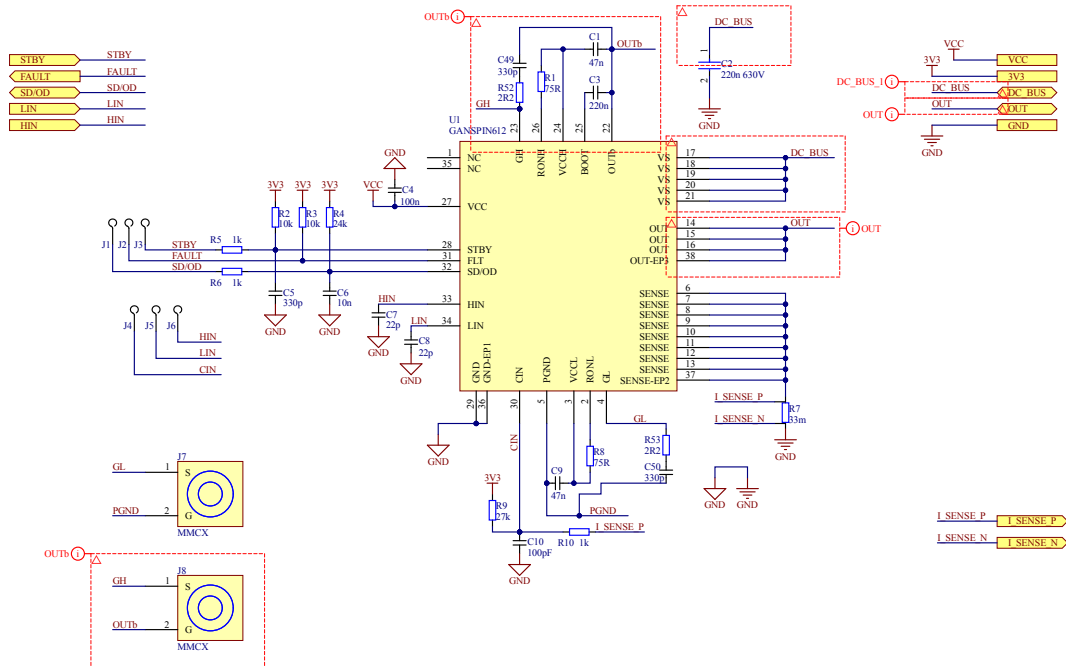 STBY STBY
FAULT FAULT
SD/OD SD/OD
LIN LIN
HIN HIN
OUTb i
C49
330p
R52
2R2
GH
R1
75R
C1
47n
OUTb
C3
220n
DC_BUS
1
C2
220n 630V
2
GND
VCC VCC
3V3 3V3
DC_BUS_1 i
DC_BUS DC_BUS
OUT OUT
OUT i
GND
GND
U1
GANSPIN612
23 26 24 25 22
GH RONH VCCH BOOT OUTb
1 NC
35 NC
GND
C4
100n
VCC
27 VCC
VS 17 DC_BUS
VS 18
VS 19
VS 20
VS 21
3V3 3V3 3V3
R2
10k
R3
10k
R4
24k
J1 J2 J3
STBY R5 1k
FAULT
SD/OD
R6 1k
28 STBY
31 FLT
32 SD/OD
OUT 14 OUT
OUT 15
OUT 16
OUT-EP3 38
i OUT
C5
330p
C6
10n
GND GND
HIN 33 HIN
C7
22p
GND
LIN 34 LIN
C8
22p
GND
SENSE 6
SENSE 7
SENSE 8
SENSE 9
SENSE 10
SENSE 11
SENSE 12
SENSE 13
SENSE-EP2 37
J4 J5 J6
HIN
LIN
CIN
GND GND-EP1 CIN PGND VCCL RONL GL
29 36 30 5 3 2 4
GND
CIN
I_SENSE_P
I_SENSE_N
R7
33m
GND
GL
R53
2R2
C50
330p
R8
75R
C9
47n
PGND
3V3
R9
27k
R10 1k
I_SENSE_P
C10
100pF
GND
GND GND
J7
GL 1 S
PGND 2 G
MMCX
I_SENSE_P I_SENSE_P
I_SENSE_N I_SENSE_N
OUTb i
J8
GH 1 S
OUTb 2 G
MMCX